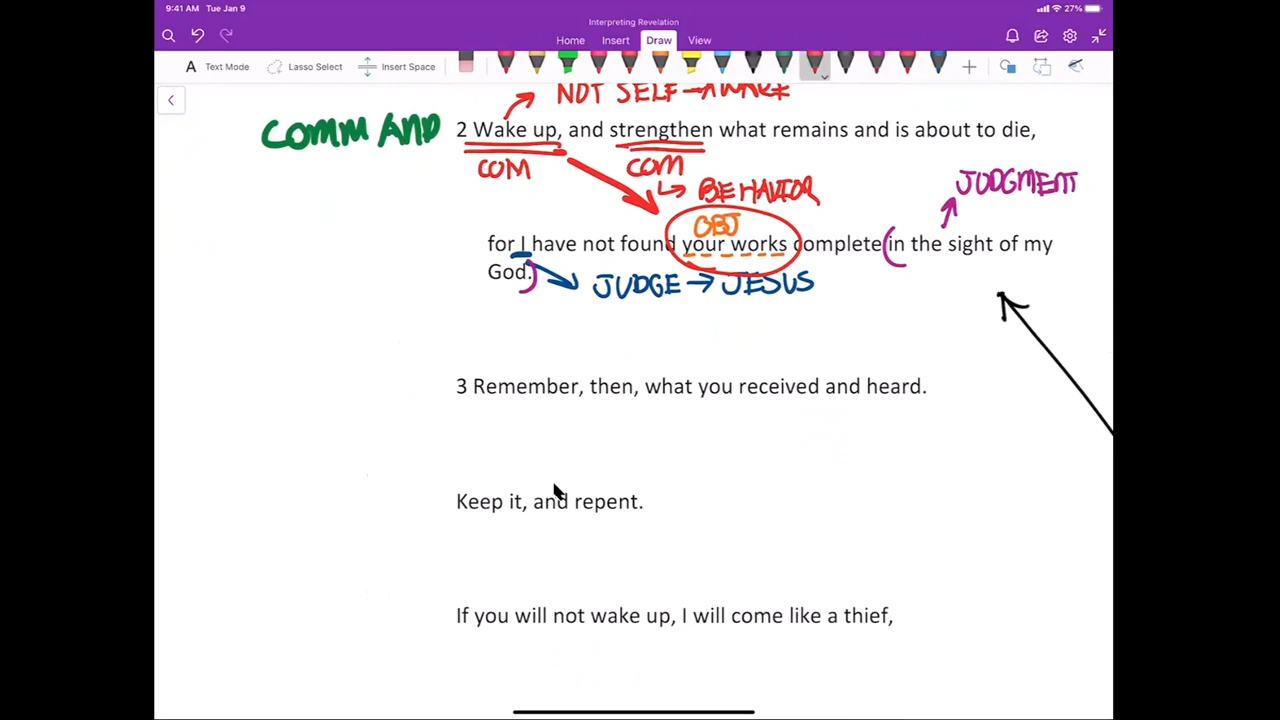 9:41 AM Tue Jan 9
27%
Interpreting Revelation
Home Insert Draw View
A Text Mode Lasso Select Insert Space
NOT SELF → AWARE
COMMAND
2 Wake up, and strengthen what remains and is about to die,
COM COM
BEHAVIOR
JUDGMENT
OBJ
for I have not found your works complete (in the sight of my
God.)
JUDGE → JESUS
3 Remember, then, what you received and heard.
Keep it, and repent.
If you will not wake up, I will come like a thief,